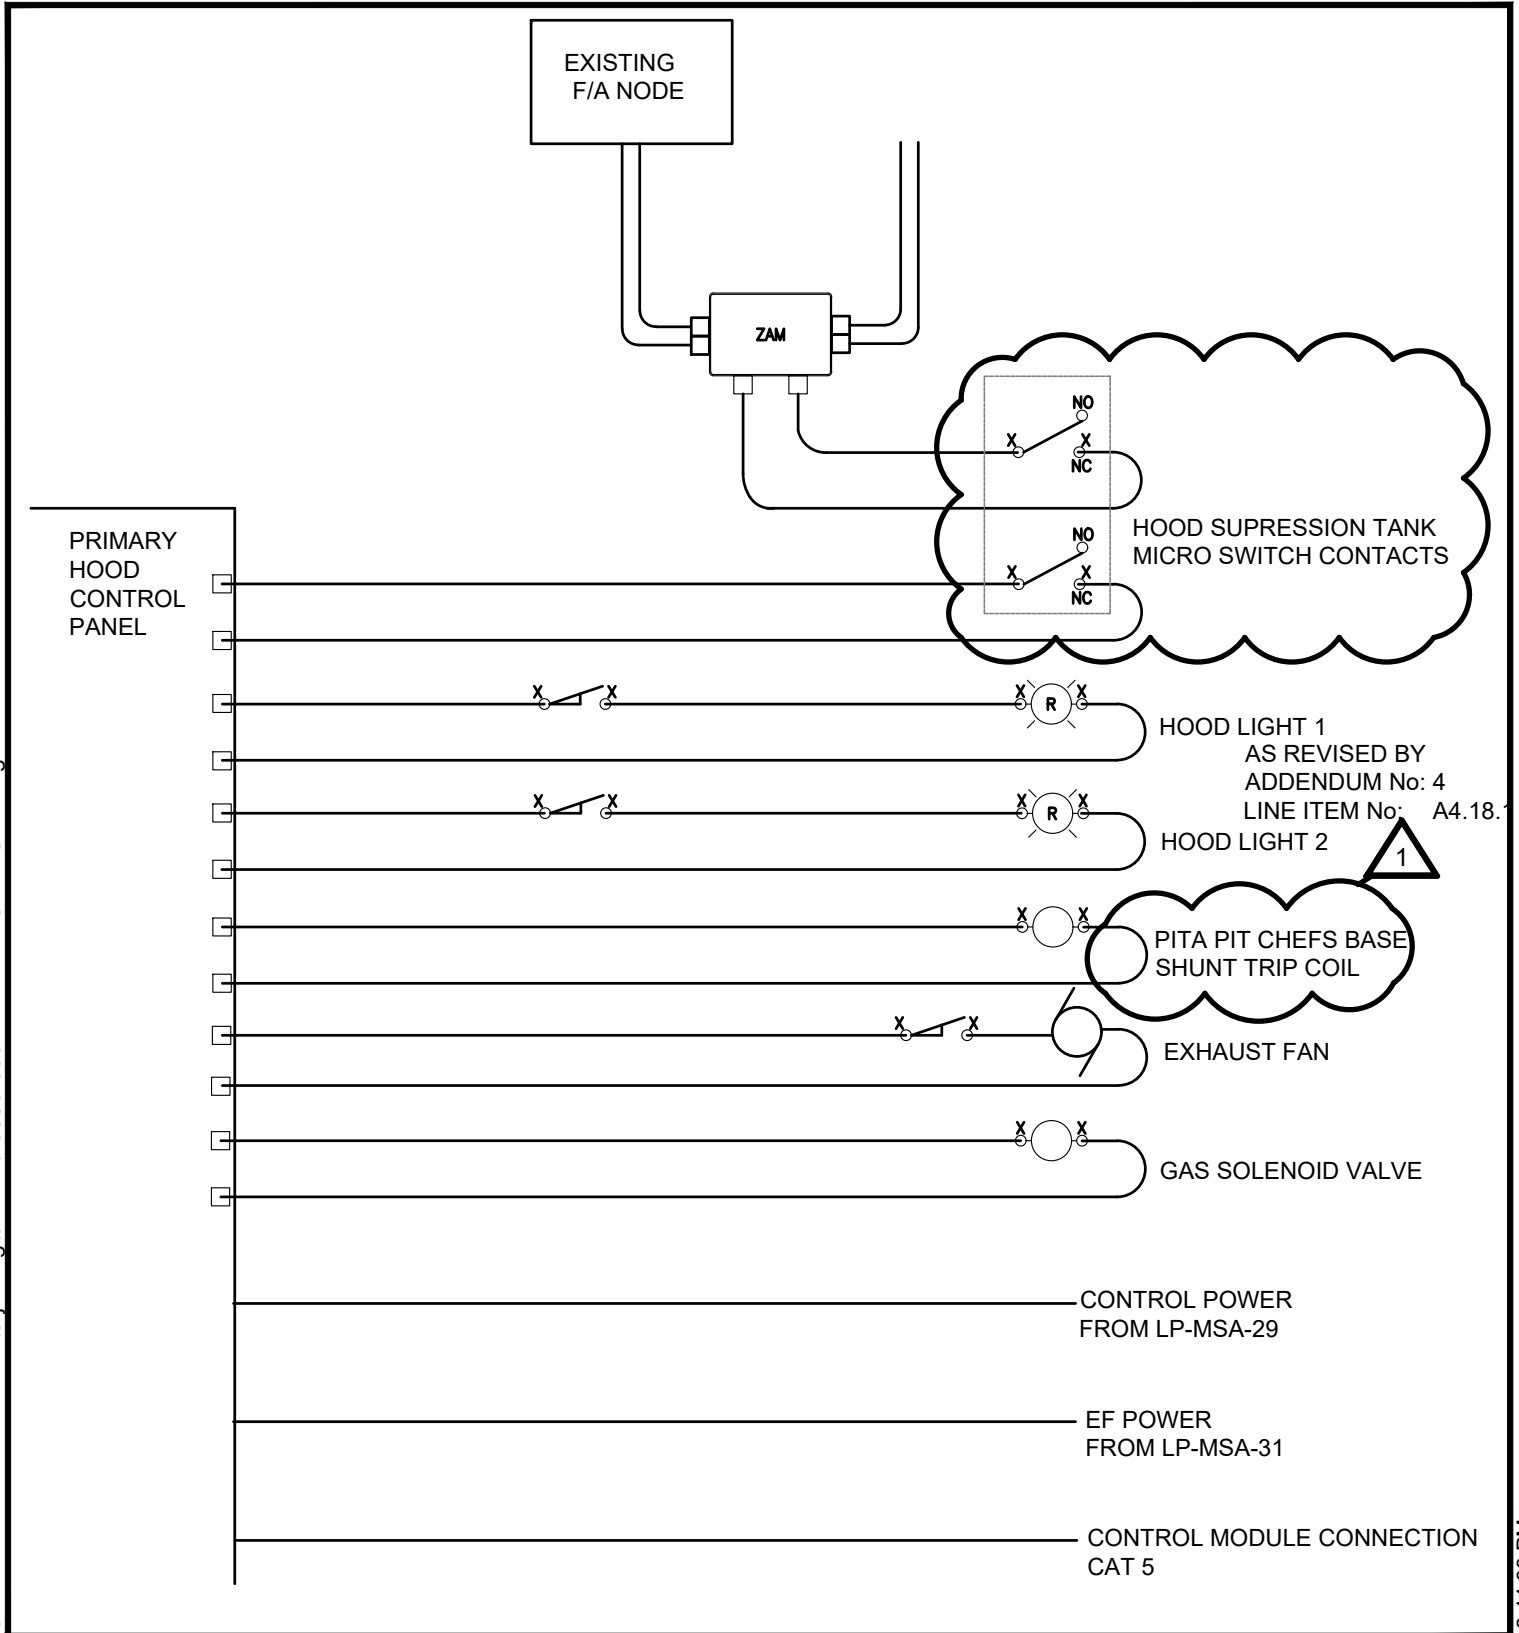 EXISTING
F/A NODE
ZAM
NO
X
X
NC
HOOD SUPRESSION TANK
MICRO SWITCH CONTACTS
NO
X
X
NC
PRIMARY
HOOD
CONTROL
PANEL
X
X
X
R
X
HOOD LIGHT 1
AS REVISED BY
ADDENDUM No: 4
LINE ITEM No: A4.18.
X
X
X
R
X
HOOD LIGHT 2
1
X
X
PITA PIT CHEFS BASE
SHUNT TRIP COIL
X
X
EXHAUST FAN
X
X
GAS SOLENOID VALVE
CONTROL POWER
FROM LP-MSA-29
EF POWER
FROM LP-MSA-31
CONTROL MODULE CONNECTION
CAT 5